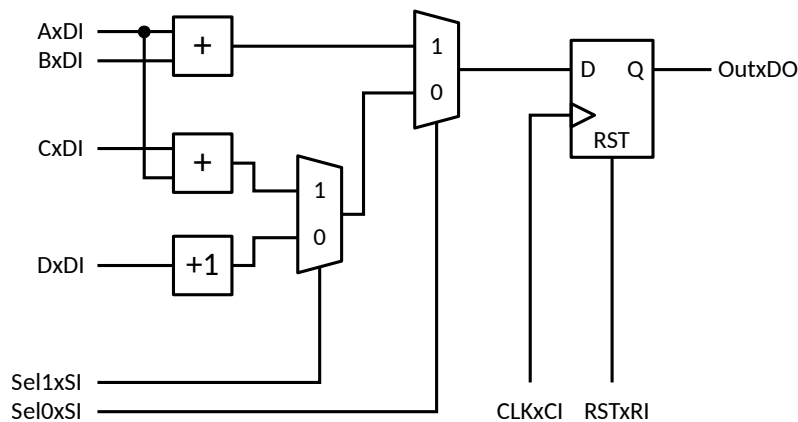 AxDI
BxDI
+
1
0
D Q
OutxDO
RST
CxDI
+
1
0
DxDI
+1
Sel1xSI
Sel0xSI
CLKxCI
RSTxRI